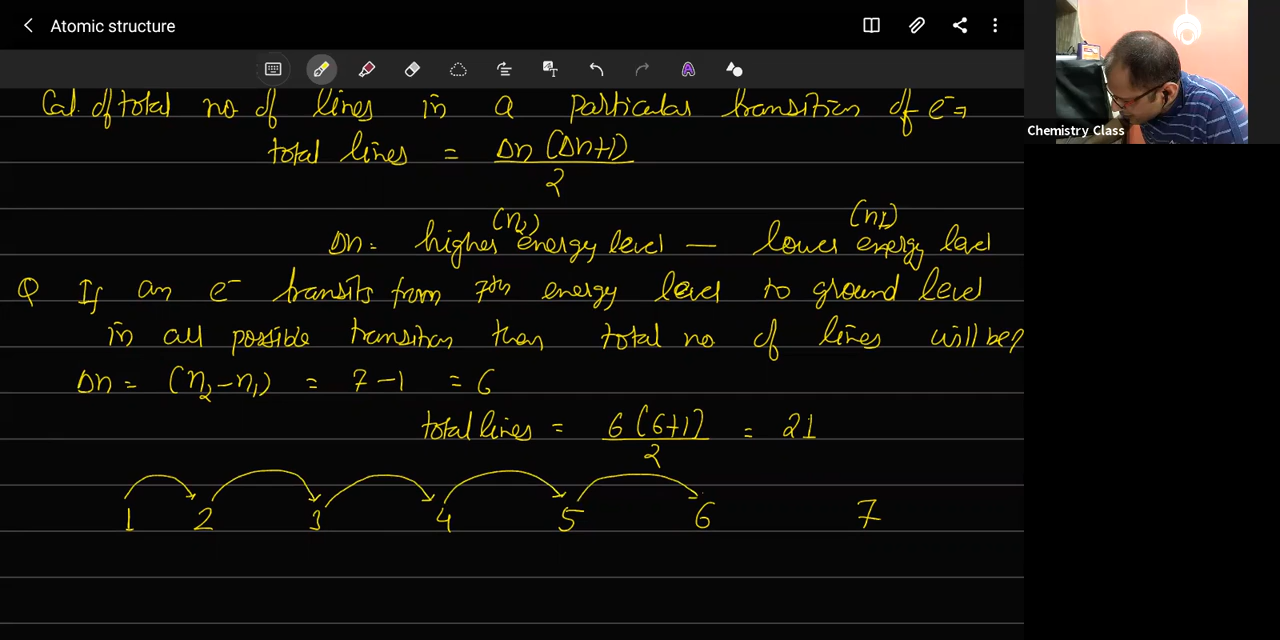 Atomic structure
Chemistry Class
Cal. of total no of lines in a particular transition of e- =
total lines = Δn (Δn+1)
2
(n2) (n1)
Δn = higher energy level — lower energy level
Q If an e- transits from 7th energy level to ground level
in all possible transition then total no of lines will be?
Δn = (n2-n1) = 7-1 = 6
total lines = 6 (6+1) = 21
2
1 2 3 4 5 6 7